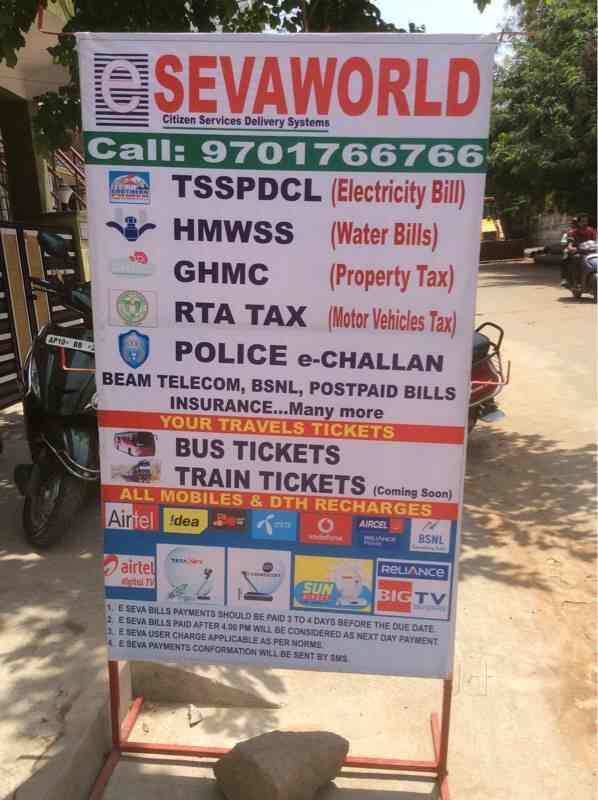 e SEVAWORLD
Citizen Services Delivery Systems
Call: 9701766766
TSSPDCL (Electricity Bill)
HMWSS (Water Bills)
GHMC (Property Tax)
RTA TAX (Motor Vehicles Tax)
POLICE e-CHALLAN
BEAM TELECOM, BSNL, POSTPAID BILLS
INSURANCE...Many more
YOUR TRAVELS TICKETS
BUS TICKETS
TRAIN TICKETS (Coming Soon)
ALL MOBILES & DTH RECHARGES
Airtel !dea vodafone AIRCEL RELIANCE BSNL
airtel digital TV SUN DIRECT RELIANCE BIG TV
1. E SEVA BILLS PAYMENTS SHOULD BE PAID 3 TO 4 DAYS BEFORE THE DUE DATE.
2. E SEVA BILLS PAID AFTER 4.00 PM WILL BE CONSIDERED AS NEXT DAY PAYMENT.
3. E SEVA USER CHARGE APPLICABLE AS PER NORMS.
4. E SEVA PAYMENTS CONFORMATION WILL BE SENT BY SMS.